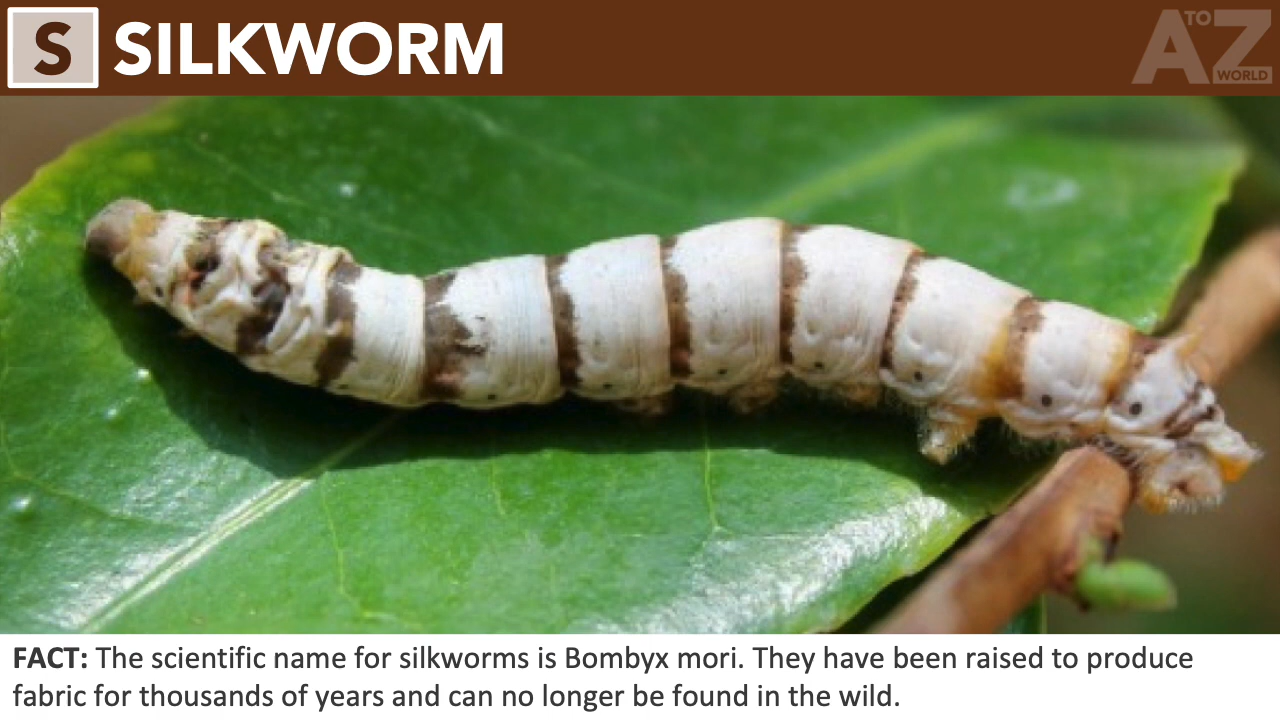 S SILKWORM
A TO Z
WORLD
FACT: The scientific name for silkworms is Bombyx mori. They have been raised to produce
fabric for thousands of years and can no longer be found in the wild.